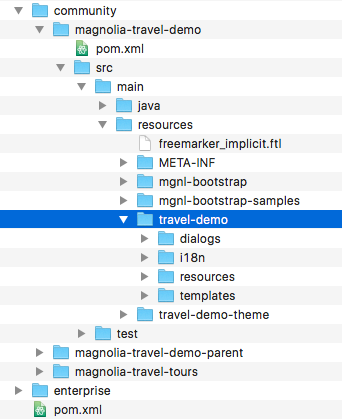 community
magnolia-travel-demo
pom.xml
src
main
java
resources
freemarker_implicit.ftl
META-INF
mgnl-bootstrap
mgnl-bootstrap-samples
travel-demo
dialogs
i18n
resources
templates
travel-demo-theme
test
magnolia-travel-demo-parent
magnolia-travel-tours
enterprise
pom.xml